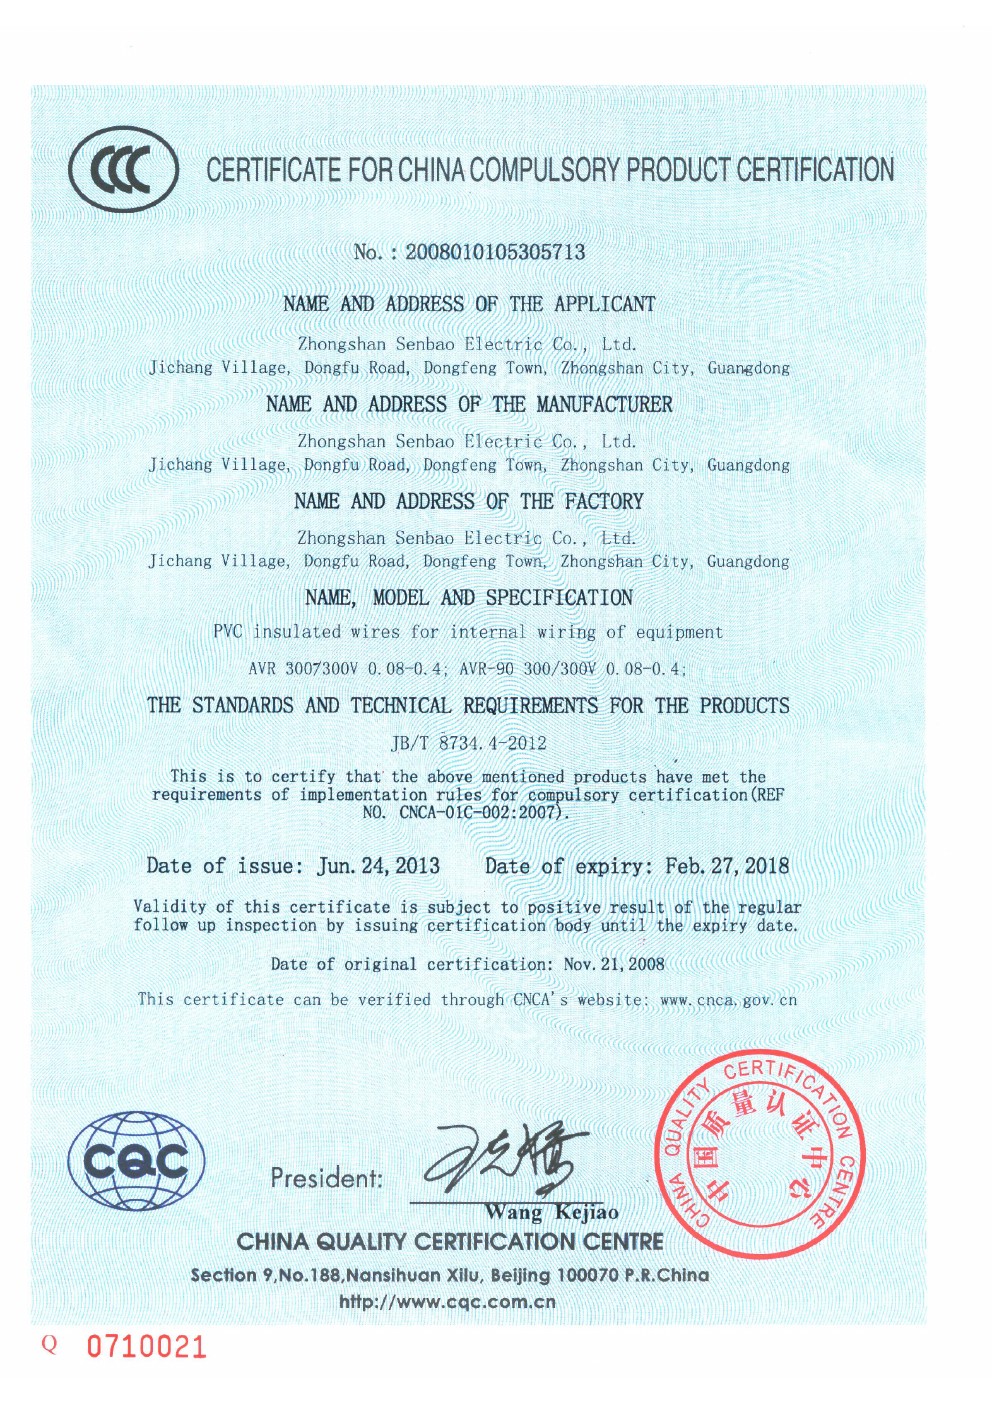 CCC
CERTIFICATE FOR CHINA COMPULSORY PRODUCT CERTIFICATION
No. : 2008010105305713
NAME AND ADDRESS OF THE APPLICANT
Zhongshan Senbao Electric Co., Ltd.
Jichang Village, Dongfu Road, Dongfeng Town, Zhongshan City, Guangdong
NAME AND ADDRESS OF THE MANUFACTURER
Zhongshan Senbao Electric Co., Ltd.
Jichang Village, Dongfu Road, Dongfeng Town, Zhongshan City, Guangdong
NAME AND ADDRESS OF THE FACTORY
Zhongshan Senbao Electric Co., Ltd.
Jichang Village, Dongfu Road, Dongfeng Town, Zhongshan City, Guangdong
NAME, MODEL AND SPECIFICATION
PVC insulated wires for internal wiring of equipment
AVR 300/300V 0.08-0.4; AVR-90 300/300V 0.08-0.4;
THE STANDARDS AND TECHNICAL REQUIREMENTS FOR THE PRODUCTS
JB/T 8734.4-2012
This is to certify that the above mentioned products have met the
requirements of implementation rules for compulsory certification(REF
NO. CNCA-01C-002:2007).
Date of issue: Jun. 24, 2013 Date of expiry: Feb. 27, 2018
Validity of this certificate is subject to positive result of the regular
follow up inspection by issuing certification body until the expiry date.
Date of original certification: Nov. 21, 2008
This certificate can be verified through CNCA's website: www.cnca.gov.cn
CQC
President:
王克娇
Wang Kejiao
CHINA QUALITY CERTIFICATION CENTRE
中国质量认证中心
CHINA QUALITY CERTIFICATION CENTRE
Section 9,No.188,Nansihuan Xilu, Beijing 100070 P.R.China
http://www.cqc.com.cn
Q 0710021